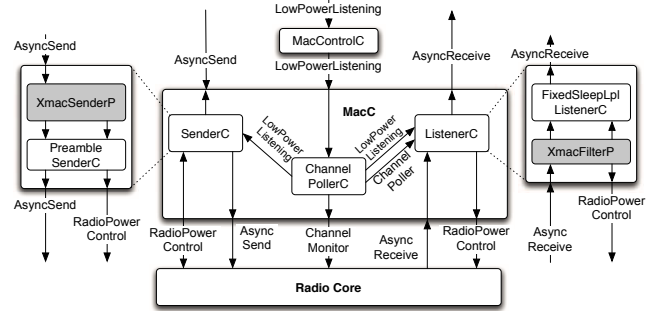 LowPowerListening
AsyncSend
MacControlC
AsyncReceive
AsyncSend
AsyncReceive
LowPowerListening
XmacSenderP
MacC
FixedSleepLpl
ListenerC
SenderC
LowPower
Listening
LowPower
Listening
ListenerC
Preamble
SenderC
XmacFilterP
Channel
PollerC
Channel
Poller
AsyncSend
RadioPower
Control
RadioPower
Control
Async
Send
Channel
Monitor
Async
Receive
RadioPower
Control
Async
Receive
RadioPower
Control
Radio Core